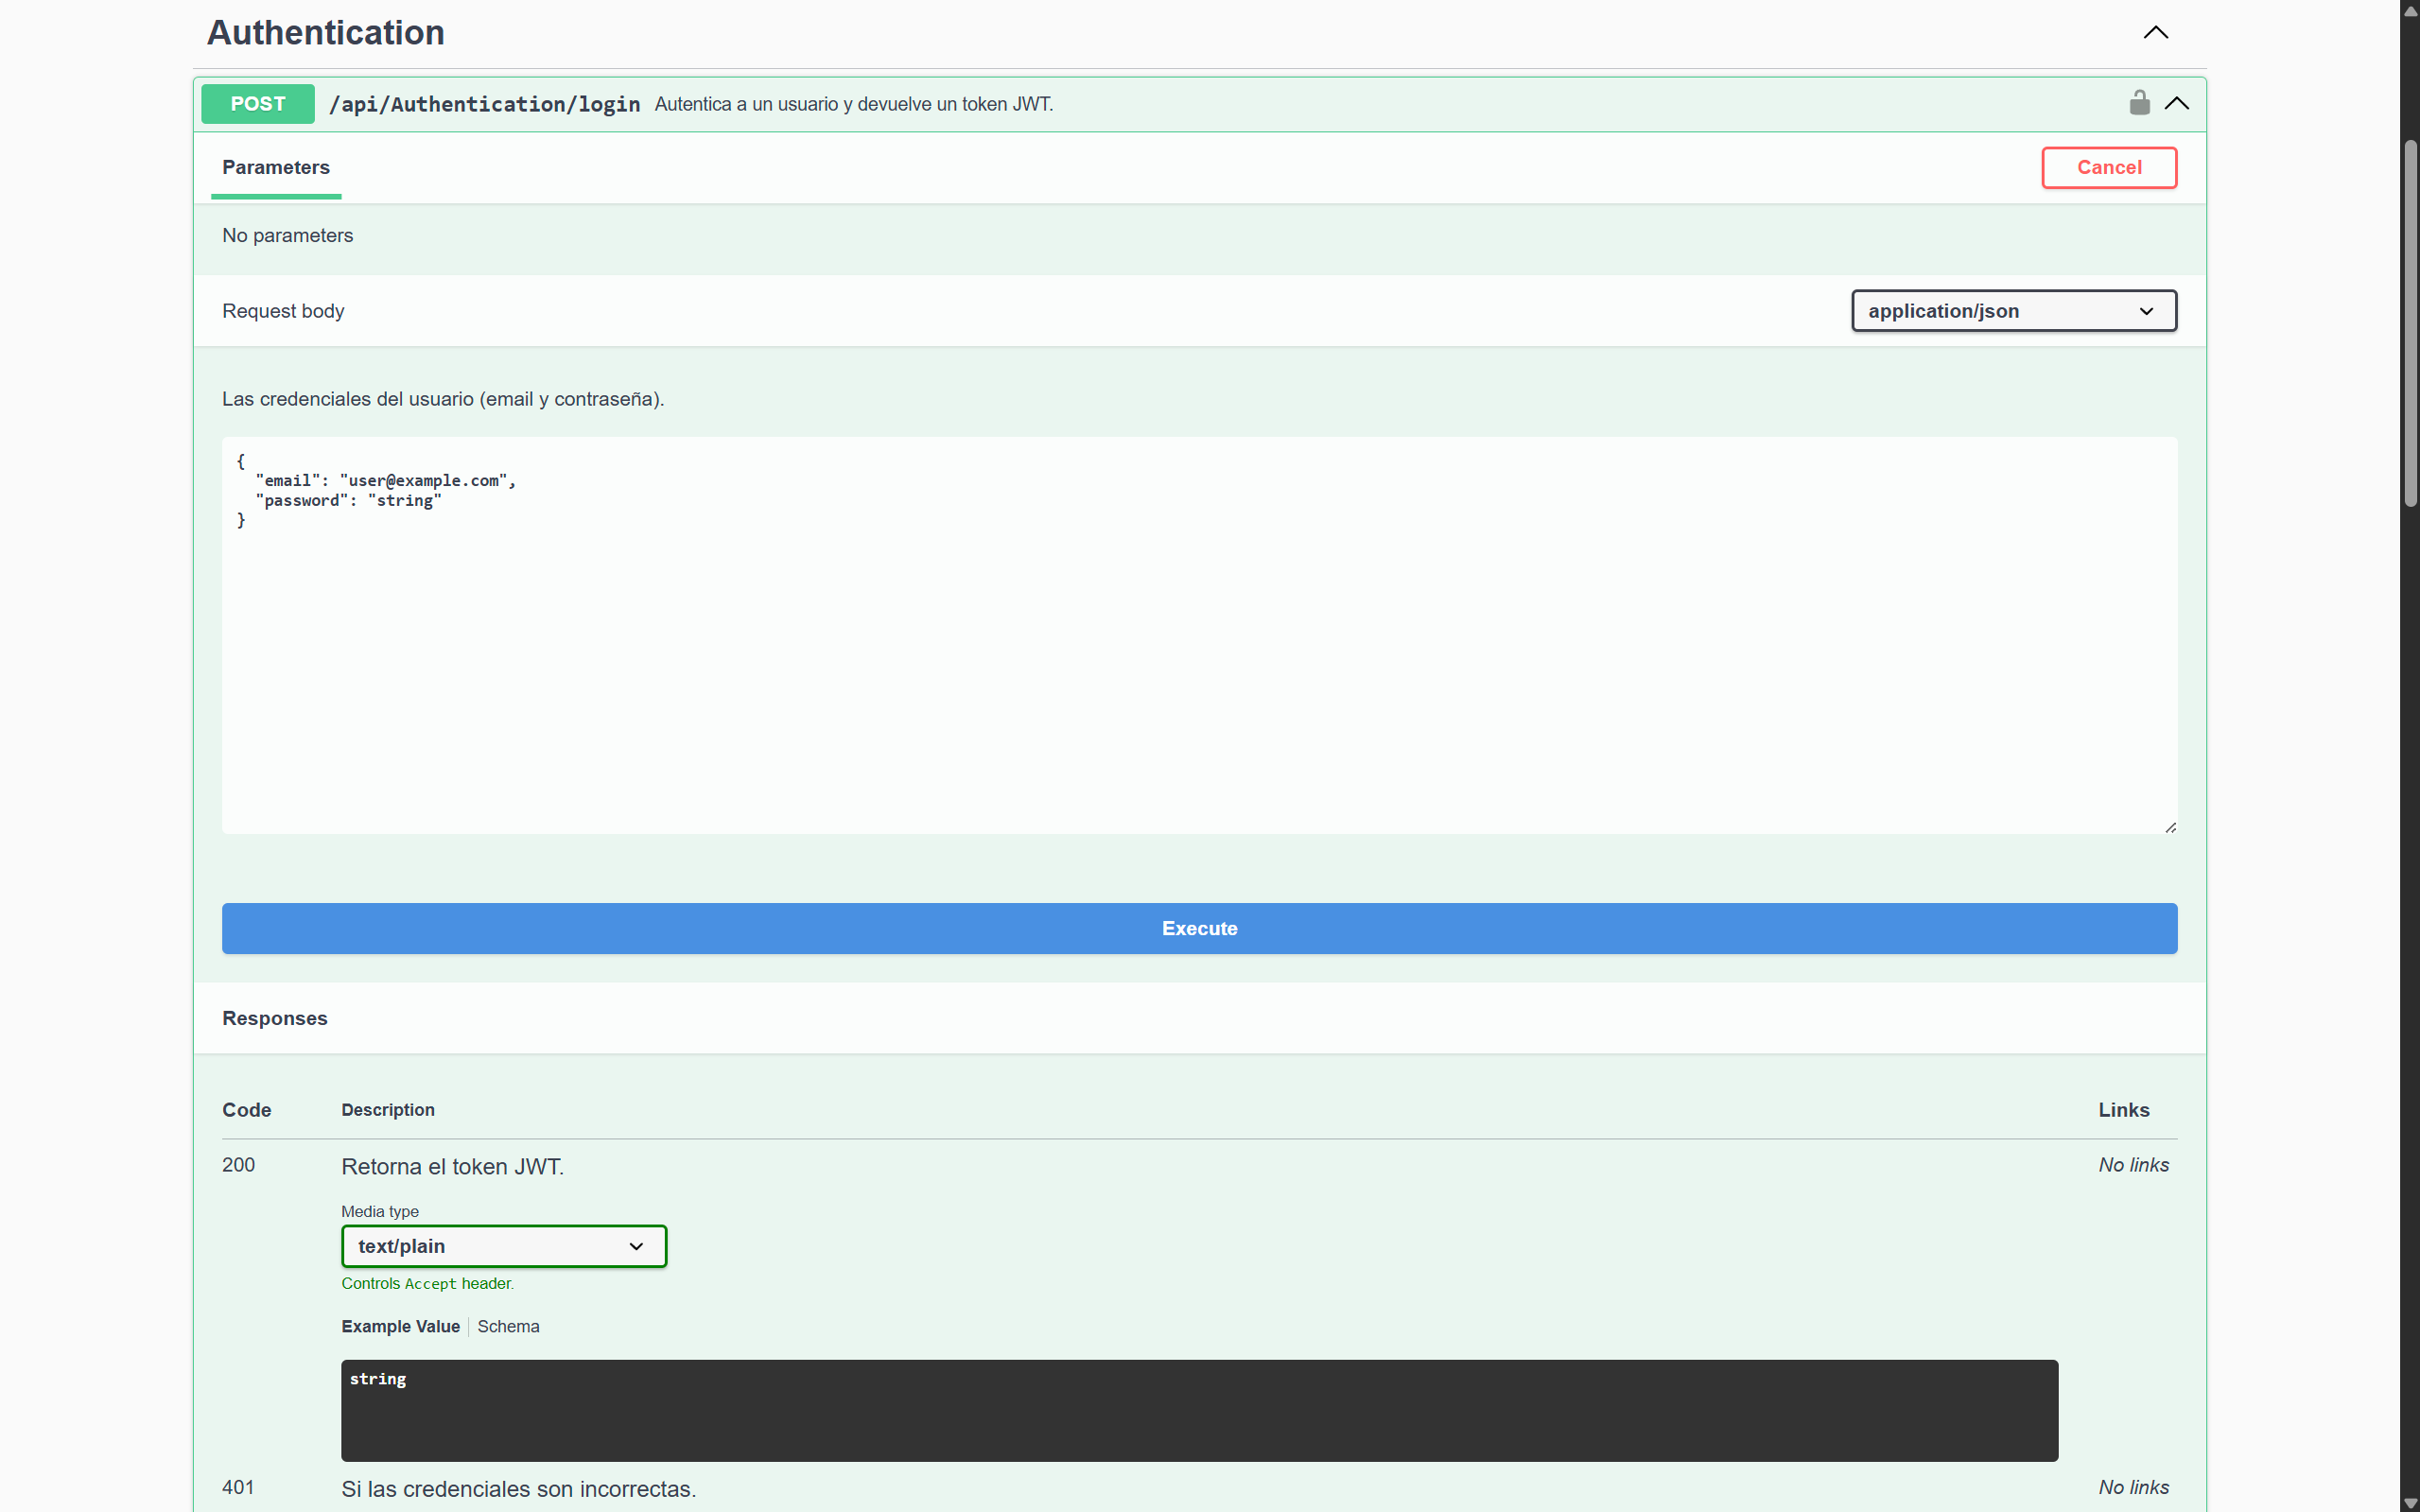 Authentication
POST /api/Authentication/login Autentica a un usuario y devuelve un token JWT.
Parameters
Cancel
No parameters
Request body
application/json
Las credenciales del usuario (email y contraseña).
{
  "email": "user@example.com",
  "password": "string"
}
Execute
Responses
Code Description Links
200 Retorna el token JWT. No links
Media type
text/plain
Controls Accept header.
Example Value Schema
string
401 Si las credenciales son incorrectas. No links